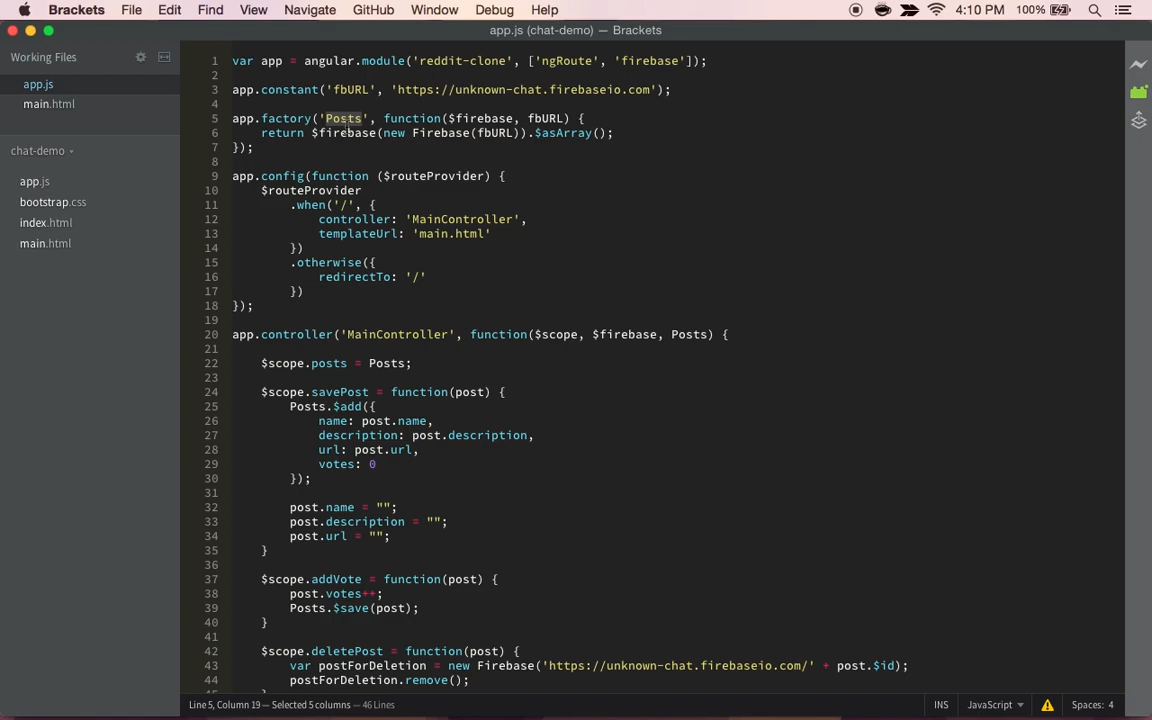 Brackets File Edit Find View Navigate GitHub Window Debug Help 4:10 PM 100%
app.js (chat-demo) — Brackets
Working Files
app.js
main.html
chat-demo
app.js
bootstrap.css
index.html
main.html
1 var app = angular.module('reddit-clone', ['ngRoute', 'firebase']);
2
3 app.constant('fbURL', 'https://unknown-chat.firebaseio.com');
4
5 app.factory('Posts', function($firebase, fbURL) {
6 return $firebase(new Firebase(fbURL)).$asArray();
7 });
8
9 app.config(function ($routeProvider) {
10 $routeProvider
11 .when('/', {
12 controller: 'MainController',
13 templateUrl: 'main.html'
14 })
15 .otherwise({
16 redirectTo: '/'
17 })
18 });
19
20 app.controller('MainController', function($scope, $firebase, Posts) {
21
22 $scope.posts = Posts;
23
24 $scope.savePost = function(post) {
25 Posts.$add({
26 name: post.name,
27 description: post.description,
28 url: post.url,
29 votes: 0
30 });
31
32 post.name = "";
33 post.description = "";
34 post.url = "";
35 }
36
37 $scope.addVote = function(post) {
38 post.votes++;
39 Posts.$save(post);
40 }
41
42 $scope.deletePost = function(post) {
43 var postForDeletion = new Firebase('https://unknown-chat.firebaseio.com/' + post.$id);
44 postForDeletion.remove();
45 }
Line 5, Column 19 — Selected 5 columns — 46 Lines INS JavaScript Spaces: 4